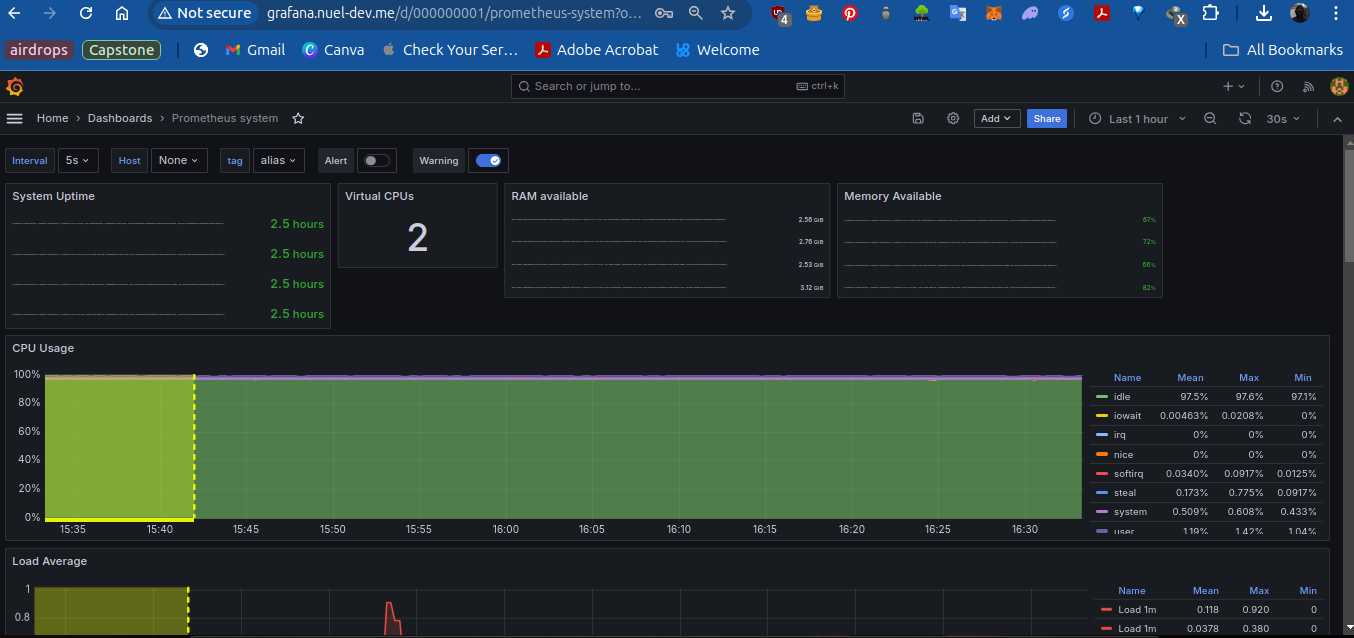 Not secure grafana.nuel-dev.me/d/000000001/prometheus-system?o... 4 X
airdrops Capstone Gmail Canva Check Your Ser... Adobe Acrobat Welcome All Bookmarks
Search or jump to... ctrl+k
Home › Dashboards › Prometheus system Add Share Last 1 hour 30s
Interval 5s Host None tag alias Alert Warning
System Uptime
2.5 hours
2.5 hours
2.5 hours
2.5 hours
Virtual CPUs
2
RAM available
2.56 GiB
2.76 GiB
2.53 GiB
3.12 GiB
Memory Available
67%
72%
66%
82%
CPU Usage
100%
80%
60%
40%
20%
0%
15:35 15:40 15:45 15:50 15:55 16:00 16:05 16:10 16:15 16:20 16:25 16:30
Name Mean Max Min
idle 97.5% 97.6% 97.1%
iowait 0.00463% 0.0208% 0%
irq 0% 0% 0%
nice 0% 0% 0%
softirq 0.0340% 0.0917% 0.0125%
steal 0.173% 0.775% 0.0917%
system 0.509% 0.608% 0.433%
user 1.19% 1.42% 1.04%
Load Average
1
0.8
Name Mean Max Min
Load 1m 0.118 0.920 0
Load 1m 0.0378 0.380 0